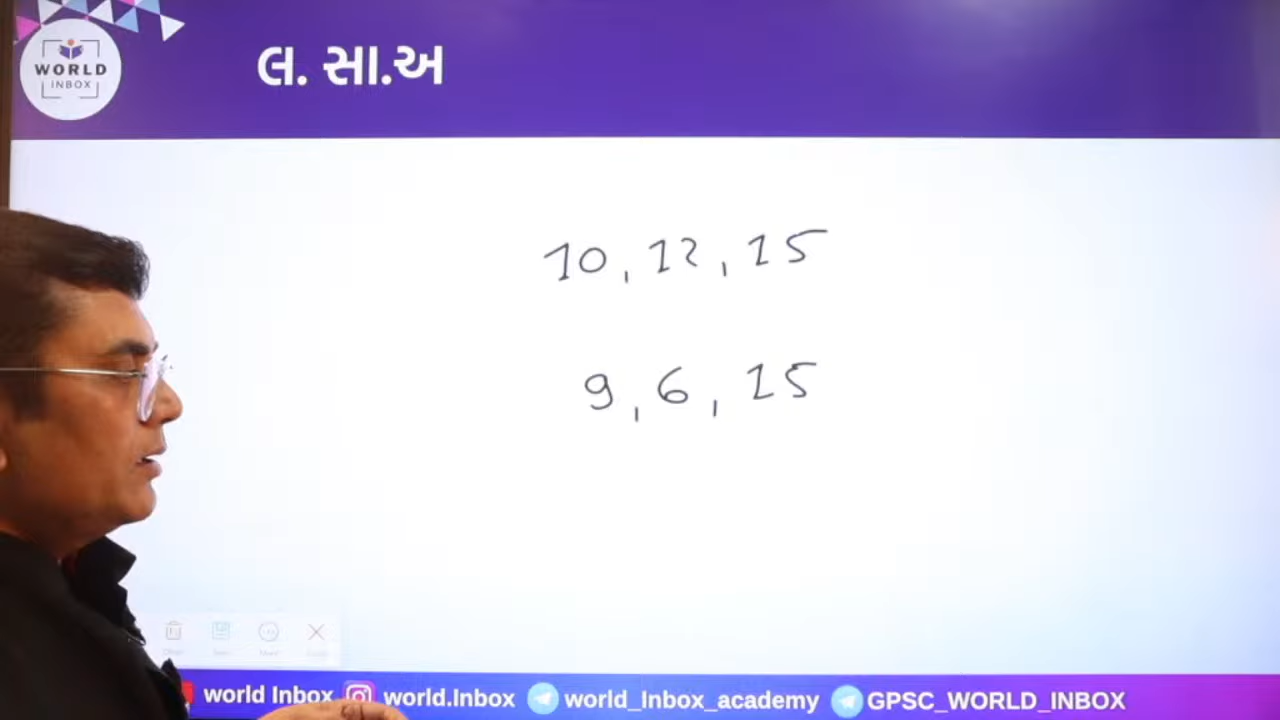 WORLD
INBOX
લ. સા.અ
10, 12, 15
9, 6, 15
world Inbox world.Inbox world_Inbox_academy GPSC_WORLD_INBOX